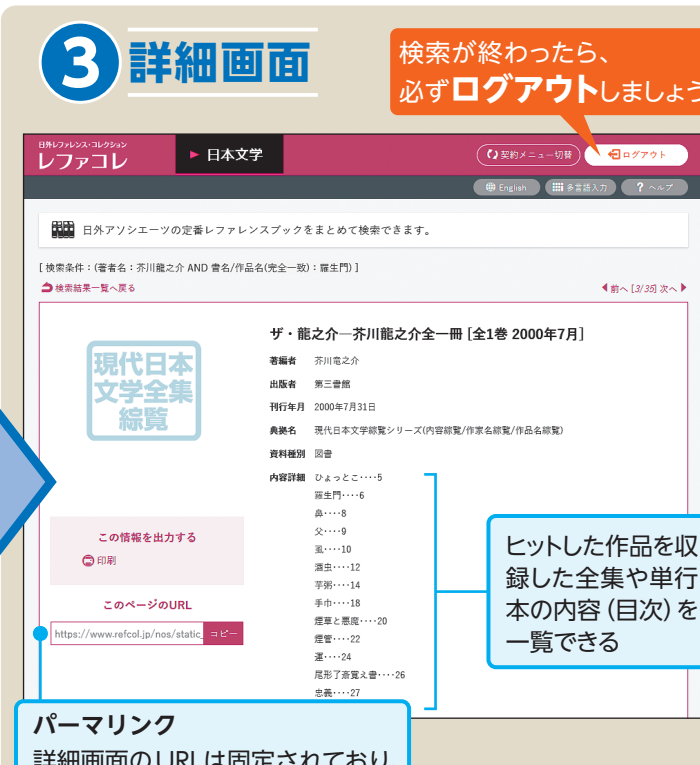 3 詳細画面
検索が終わったら、
必ずログアウトしましょう
日外レファレンス・コレクション
レファコレ
日本文学
契約メニュー切替
ログアウト
English
多言語入力
? ヘルプ
日外アソシエーツの定番レファレンスブックをまとめて検索できます。
[ 検索条件：(著者名：芥川龍之介 AND 書名/作品名(完全一致)：羅生門) ]
検索結果一覧へ戻る
前へ [3/35] 次へ
現代日本
文学全集
綜覧
ザ・龍之介―芥川龍之介全一冊 [全1巻 2000年7月]
著編者 芥川竜之介
出版者 第三書館
刊行年月 2000年7月31日
典拠名 現代日本文学綜覧シリーズ(内容綜覧/作家名綜覧/作品名綜覧)
資料種別 図書
内容詳細 ひょっとこ････5
羅生門････6
鼻････8
父････9
虱････10
酒虫････12
芋粥････14
手巾････18
煙草と悪魔････20
煙管････22
運････24
尾形了斎覚え書････26
忠義････27
この情報を出力する
印刷
このページのURL
https://www.refcol.jp/nos/static_
コピー
ヒットした作品を収
録した全集や単行
本の内容（目次）を
一覧できる
パーマリンク
詳細画面のURLは固定されており